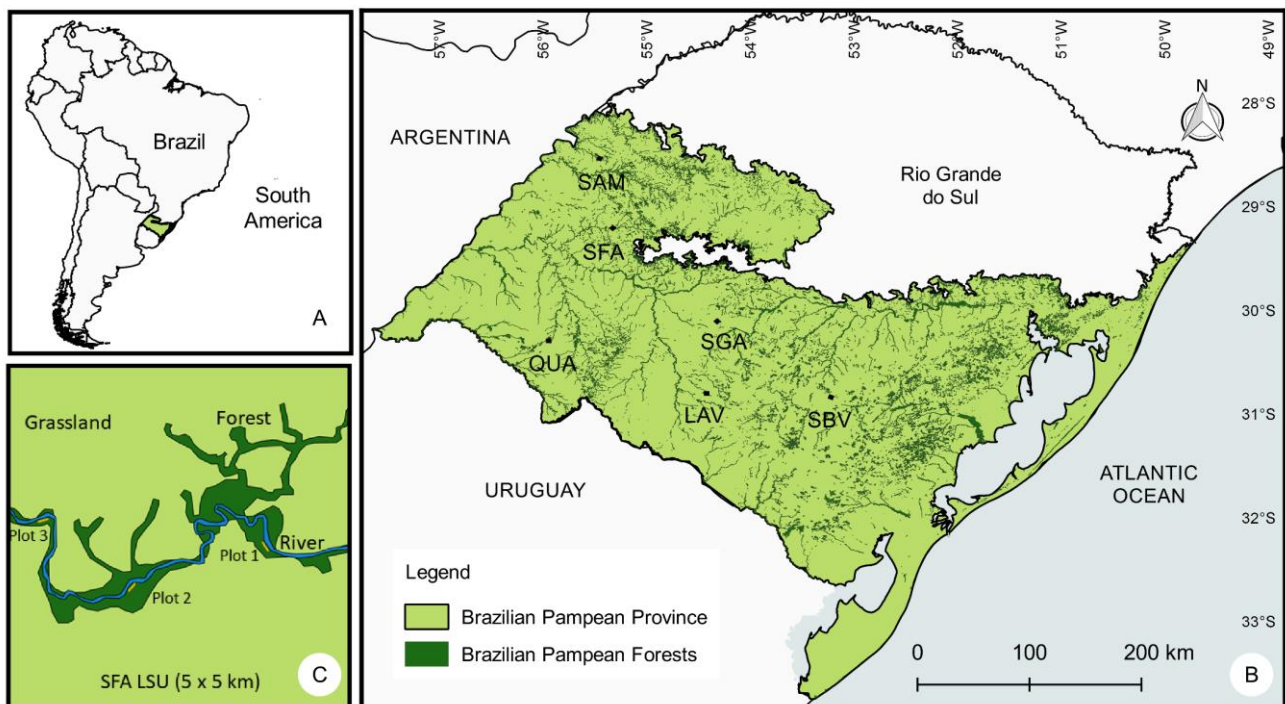 Brazil
South
America
A
57°W
56°W
55°W
54°W
53°W
52°W
51°W
50°W
49°W
N
28°S
29°S
30°S
31°S
32°S
33°S
ARGENTINA
Rio Grande
do Sul
SAM
SFA
SGA
QUA
LAV
SBV
URUGUAY
ATLANTIC
OCEAN
Legend
Brazilian Pampean Province
Brazilian Pampean Forests
0 100 200 km
B
Grassland
Forest
Plot 3
Plot 1
River
Plot 2
SFA LSU (5 x 5 km)
C